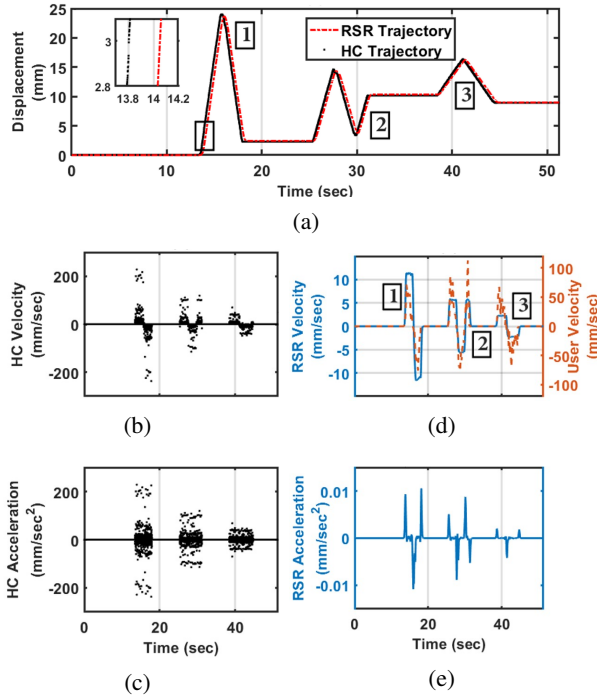 25
20
15
10
5
0
Displacement
(mm)
3
2.8
13.8 14 14.2
1
RSR Trajectory
HC Trajectory
2
3
0 10 20 30 40 50
Time (sec)
(a)
200
0
-200
HC Velocity
(mm/sec)
(b)
10
5
0
-5
-10
RSR Velocity
(mm/sec)
1
2
3
100
50
0
-50
-100
User Velocity
(mm/sec)
(d)
200
0
-200
HC Acceleration
(mm/sec²)
0 20 40
Time (sec)
(c)
0.01
0
-0.01
RSR Acceleration
(mm/sec²)
0 20 40
Time (sec)
(e)